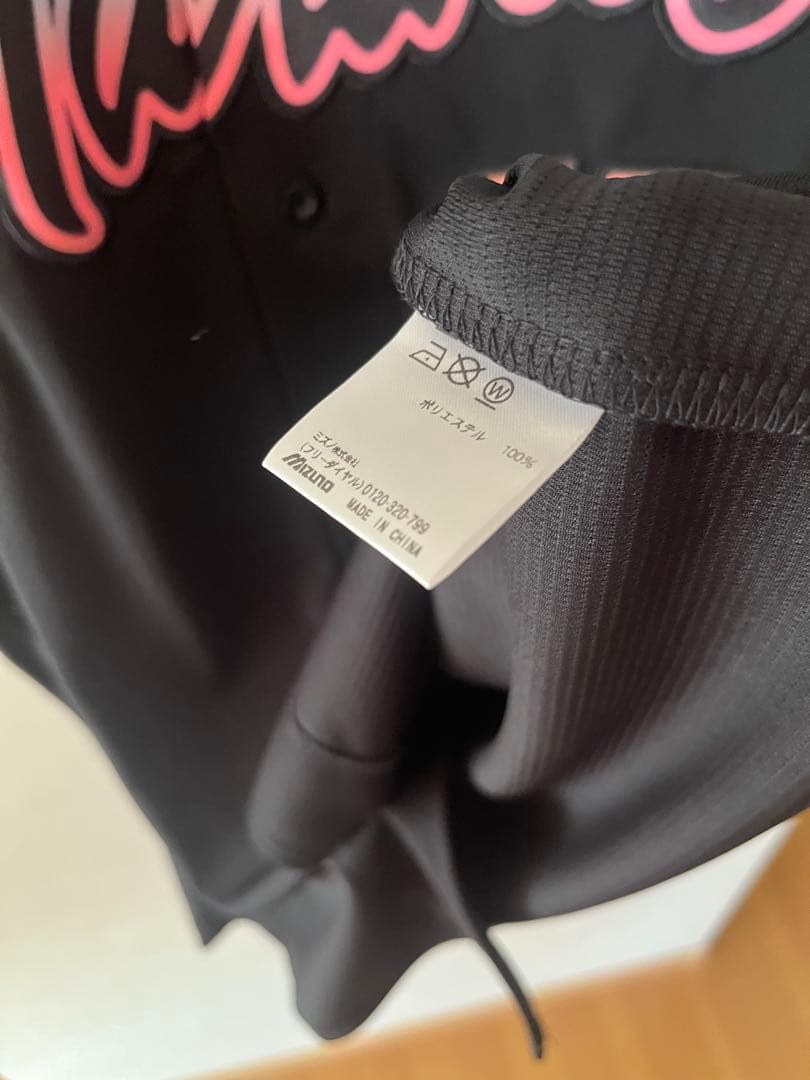 W
ポリエステル 100%
ミズノ株式会社
(フリーダイヤル)0120-320-799
MIZUNO MADE IN CHINA